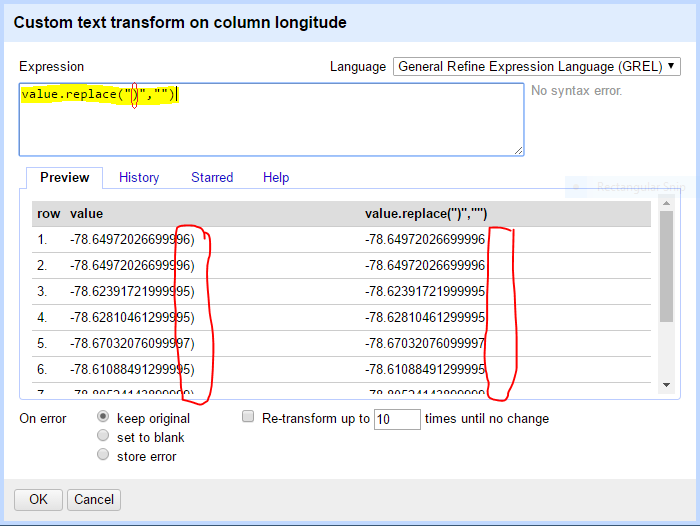 Custom text transform on column longitude
Expression
Language General Refine Expression Language (GREL)
value.replace(")","")
No syntax error.
Rectangular Snip
Preview History Starred Help
row value value.replace(")","")
1. -78.64972026699996) -78.64972026699996
2. -78.64972026699996) -78.64972026699996
3. -78.62391721999995) -78.62391721999995
4. -78.62810461299995) -78.62810461299995
5. -78.67032076099997) -78.67032076099997
6. -78.61088491299995) -78.61088491299995
On error keep original Re-transform up to 10 times until no change
set to blank
store error
OK Cancel